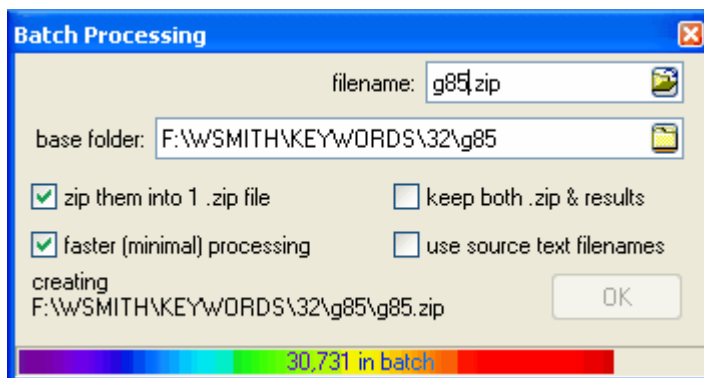 Batch Processing
filename: g85.zip
base folder: F:\WSMITH\KEYWORDS\32\g85
zip them into 1 .zip file
keep both .zip & results
faster (minimal) processing
use source text filenames
creating
F:\WSMITH\KEYWORDS\32\g85\g85.zip
OK
30,731 in batch